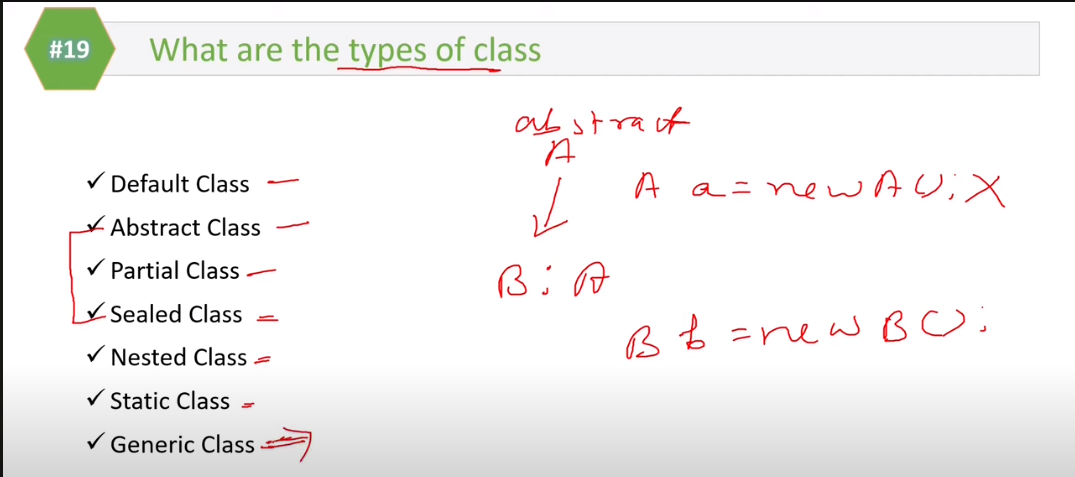 #19
What are the types of class
Default Class
Abstract Class
Partial Class
Sealed Class
Nested Class
Static Class
Generic Class
abstract
A
A a = new A(); X
B : A
B b = new B();